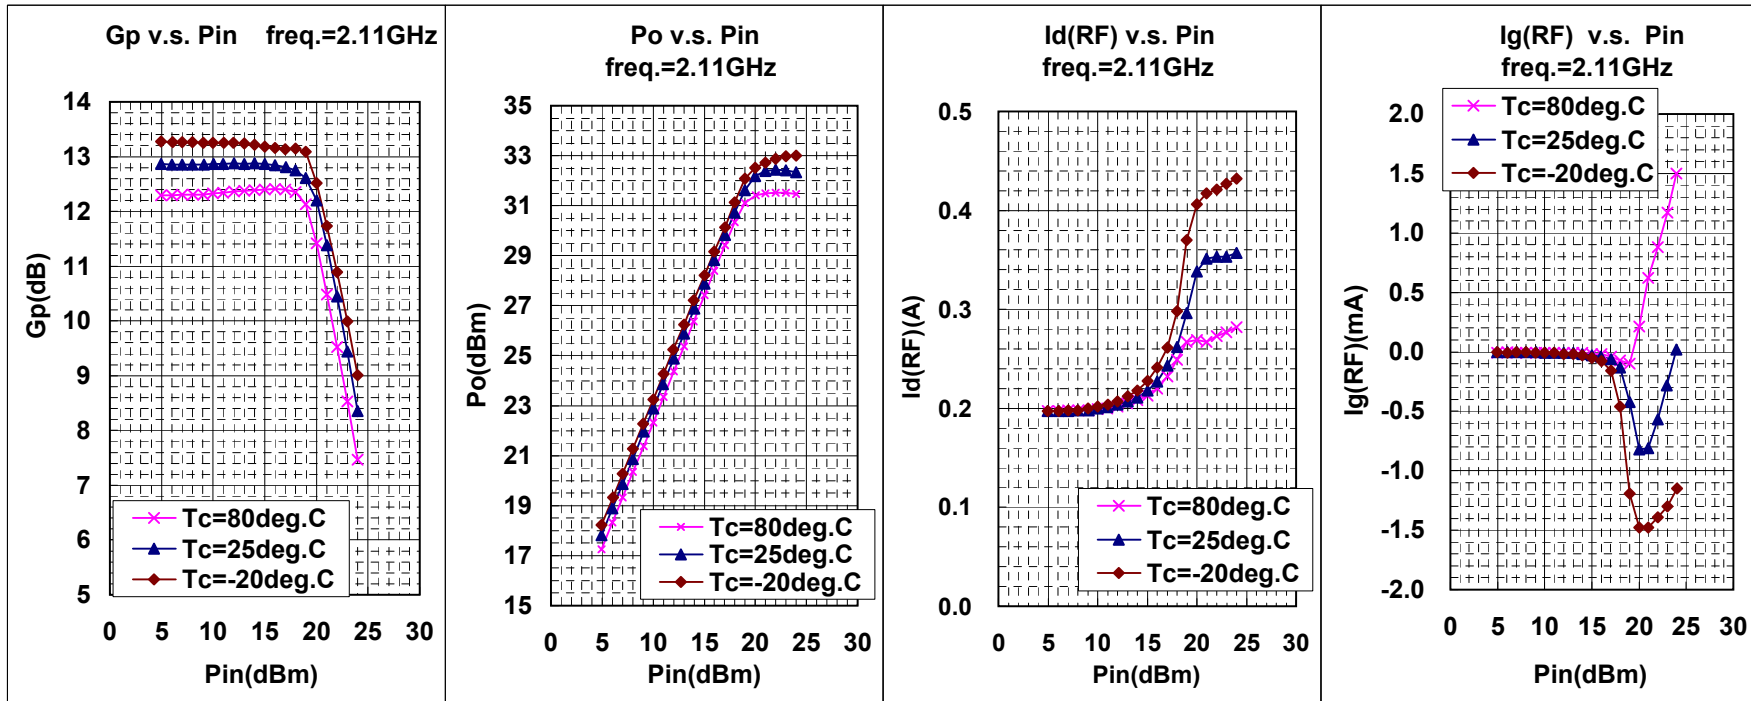 Gp v.s. Pin freq.=2.11GHz
14
13
12
11
10
9
8
7
6
5
Gp(dB)
Tc=80deg.C
Tc=25deg.C
Tc=-20deg.C
0 5 10 15 20 25 30
Pin(dBm)
Po v.s. Pin
freq.=2.11GHz
35
33
31
29
27
25
23
21
19
17
15
Po(dBm)
Tc=80deg.C
Tc=25deg.C
Tc=-20deg.C
0 5 10 15 20 25 30
Pin(dBm)
Id(RF) v.s. Pin
freq.=2.11GHz
0.5
0.4
0.3
0.2
0.1
0.0
Id(RF)(A)
Tc=80deg.C
Tc=25deg.C
Tc=-20deg.C
0 5 10 15 20 25 30
Pin(dBm)
Ig(RF) v.s. Pin
freq.=2.11GHz
Tc=80deg.C
Tc=25deg.C
Tc=-20deg.C
2.0
1.5
1.0
0.5
0.0
-0.5
-1.0
-1.5
-2.0
Ig(RF)(mA)
0 5 10 15 20 25 30
Pin(dBm)